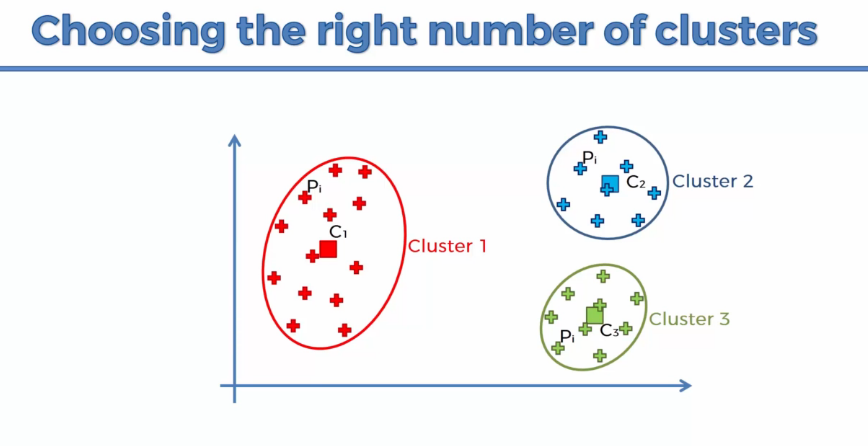 Choosing the right number of clusters
Pi
C1
Cluster 1
Pi
C2
Cluster 2
Cluster 3
C3
Pi